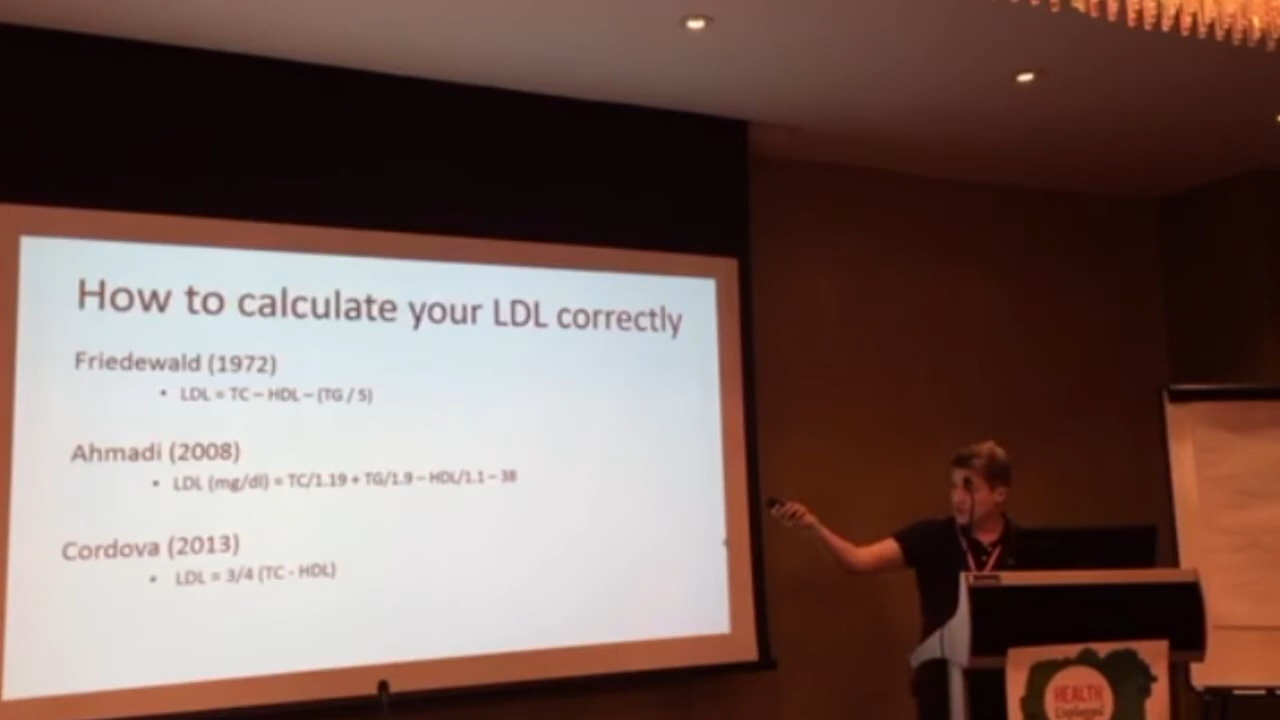 How to calculate your LDL correctly
Friedewald (1972)
• LDL = TC – HDL – (TG / 5)
Ahmadi (2008)
• LDL (mg/dl) = TC/1.19 + TG/1.9 – HDL/1.1 – 38
Cordova (2013)
• LDL = 3/4 (TC - HDL)
HEALTH
Unplugged